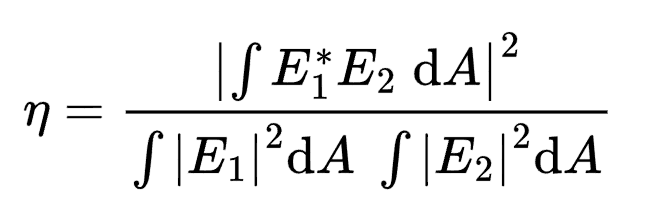 η = |∫ E₁* E₂ dA|² / ∫ |E₁|² dA ∫ |E₂|² dA